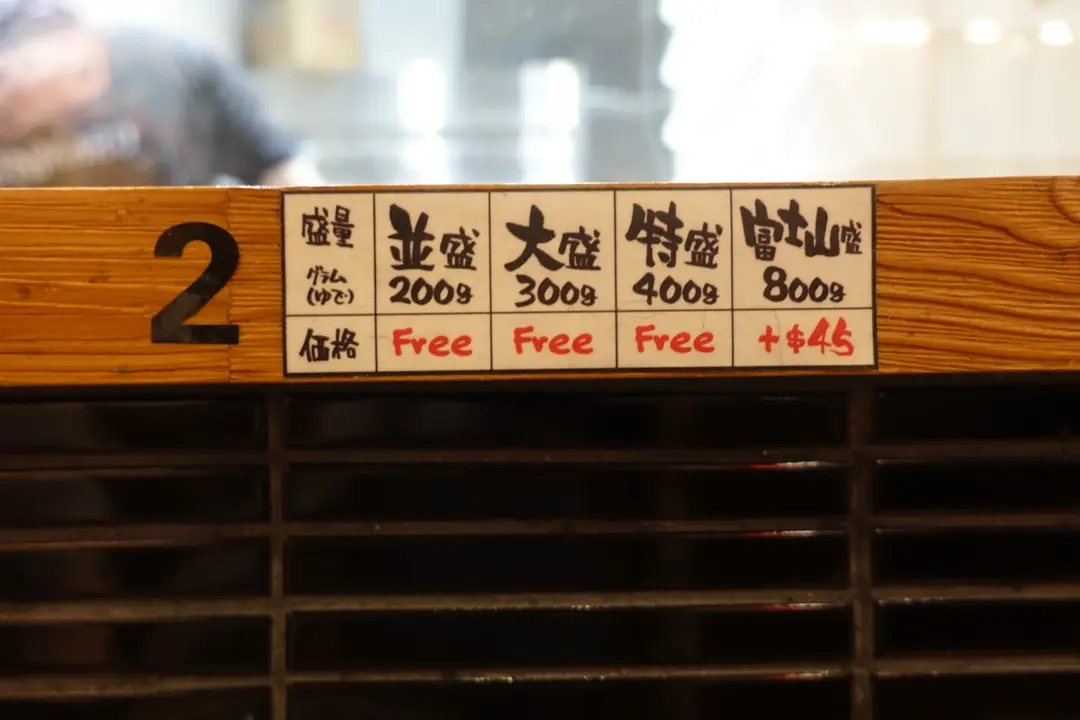 2
盛量 並盛 大盛 特盛 富士山盛
グラム(ゆで) 200g 300g 400g 800g
価格 Free Free Free +$45